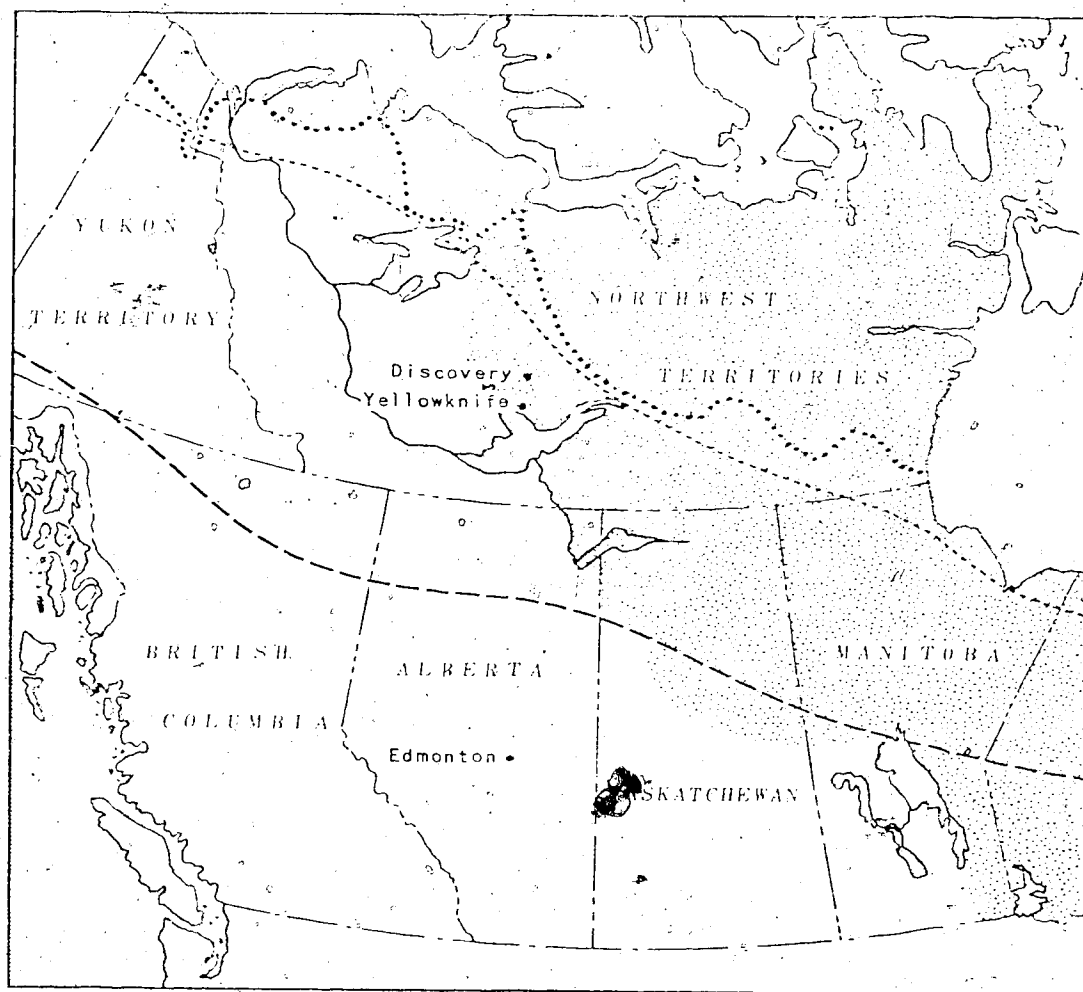 YUKON
TERRITORY
NORTHWEST
TERRITORIES
Discovery
Yellowknife
BRITISH
COLUMBIA
ALBERTA
MANITOBA
Edmonton
SKATCHEWAN